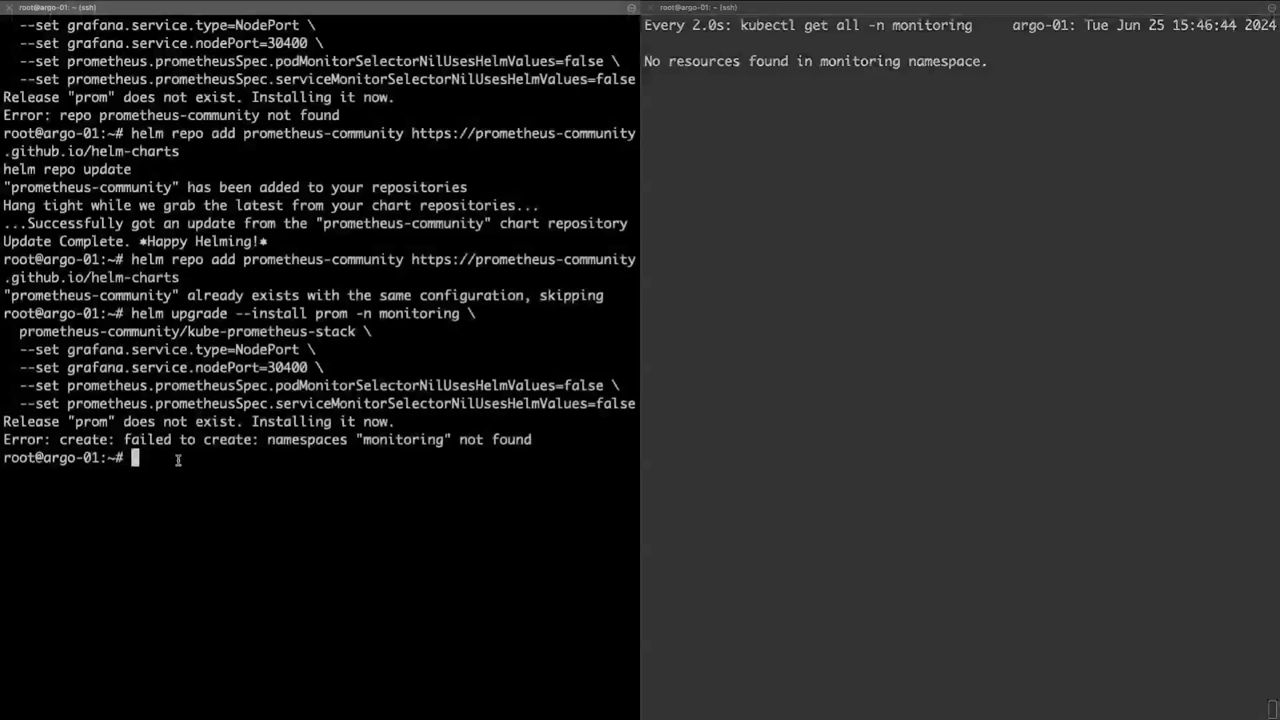 root@argo-01: ~ (ssh)
--set grafana.service.type=NodePort \
--set grafana.service.nodePort=30400 \
--set prometheus.prometheusSpec.podMonitorSelectorNilUsesHelmValues=false \
--set prometheus.prometheusSpec.serviceMonitorSelectorNilUsesHelmValues=false
Release "prom" does not exist. Installing it now.
Error: repo prometheus-community not found
root@argo-01:~# helm repo add prometheus-community https://prometheus-community
.github.io/helm-charts
helm repo update
"prometheus-community" has been added to your repositories
Hang tight while we grab the latest from your chart repositories...
...Successfully got an update from the "prometheus-community" chart repository
Update Complete. *Happy Helming!*
root@argo-01:~# helm repo add prometheus-community https://prometheus-community
.github.io/helm-charts
"prometheus-community" already exists with the same configuration, skipping
root@argo-01:~# helm upgrade --install prom -n monitoring \
prometheus-community/kube-prometheus-stack \
--set grafana.service.type=NodePort \
--set grafana.service.nodePort=30400 \
--set prometheus.prometheusSpec.podMonitorSelectorNilUsesHelmValues=false \
--set prometheus.prometheusSpec.serviceMonitorSelectorNilUsesHelmValues=false
Release "prom" does not exist. Installing it now.
Error: create: failed to create: namespaces "monitoring" not found
root@argo-01:~#
root@argo-01: ~ (ssh)
Every 2.0s: kubectl get all -n monitoring argo-01: Tue Jun 25 15:46:44 2024
No resources found in monitoring namespace.